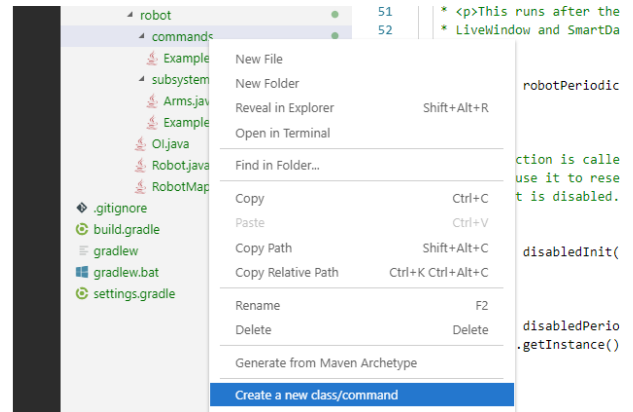 robot
commands
Example
subsystem
Arms.jav
Example
OI.java
Robot.java
RobotMap
.gitignore
build.gradle
gradlew
gradlew.bat
settings.gradle
New File
New Folder
Reveal in Explorer Shift+Alt+R
Open in Terminal
Find in Folder...
Copy Ctrl+C
Paste Ctrl+V
Copy Path Shift+Alt+C
Copy Relative Path Ctrl+K Ctrl+Alt+C
Rename F2
Delete Delete
Generate from Maven Archetype
Create a new class/command
51 * <p>This runs after the
52 * LiveWindow and SmartDa
robotPeriodic
ction is calle
use it to rese
t is disabled.
disabledInit(
disabledPerio
.getInstance()